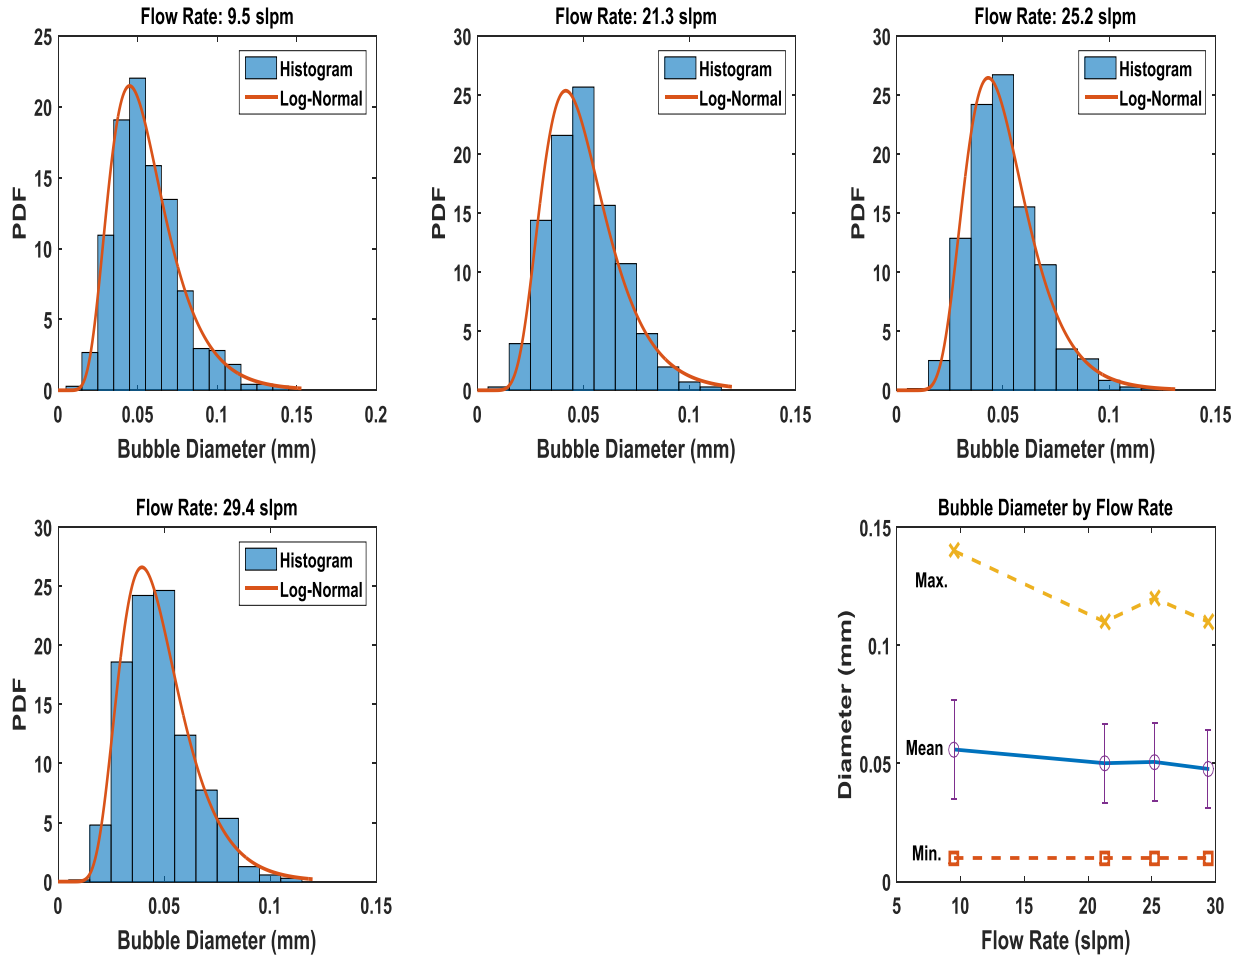 Flow Rate: 9.5 slpm
25
20
15
10
5
0
PDF
Histogram
Log-Normal
0
0.05
0.1
0.15
0.2
Bubble Diameter (mm)
Flow Rate: 21.3 slpm
30
25
20
15
10
5
0
PDF
Histogram
Log-Normal
0
0.05
0.1
0.15
Bubble Diameter (mm)
Flow Rate: 25.2 slpm
30
25
20
15
10
5
0
PDF
Histogram
Log-Normal
0
0.05
0.1
0.15
Bubble Diameter (mm)
Flow Rate: 29.4 slpm
30
25
20
15
10
5
0
PDF
Histogram
Log-Normal
0
0.05
0.1
0.15
Bubble Diameter (mm)
Bubble Diameter by Flow Rate
0.15
0.1
0.05
0
Diameter (mm)
Max.
Mean
Min.
5
10
15
20
25
30
Flow Rate (slpm)